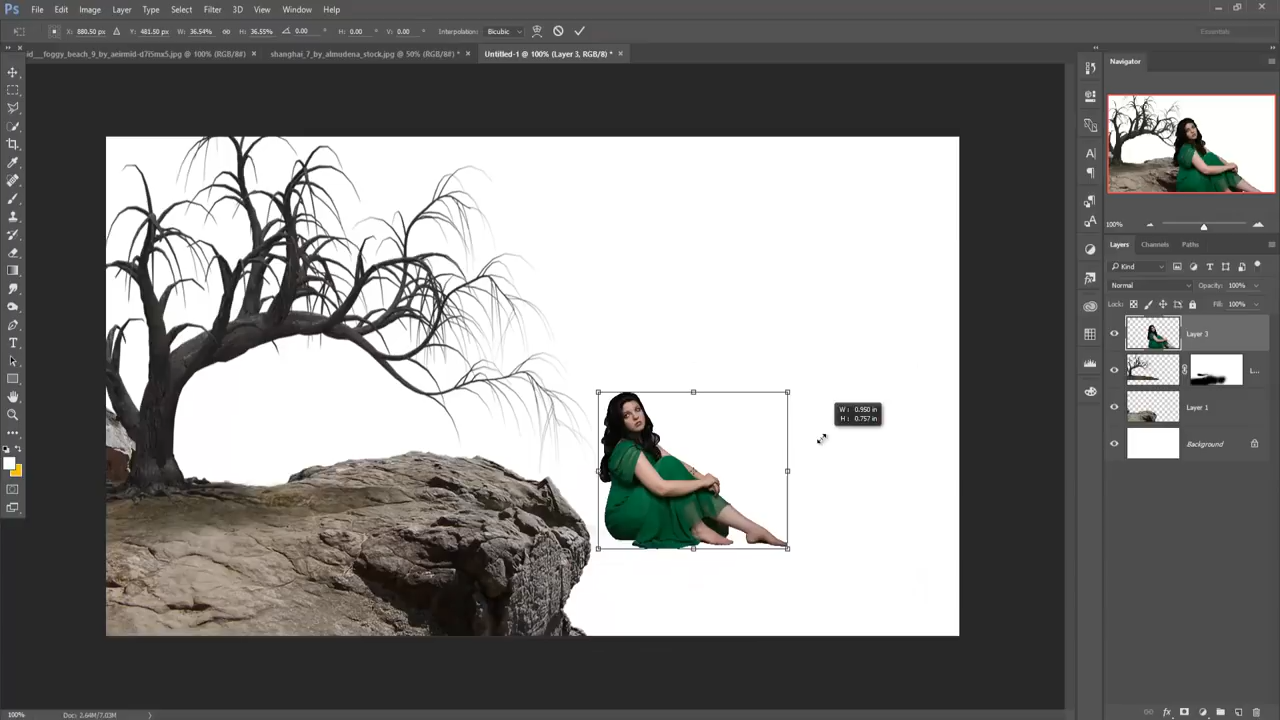 Ps File Edit Image Layer Type Select Filter 3D View Window Help
X: 880.50 px Y: 481.50 px W: 36.54% H: 36.55% 0.00 H: 0.00 V: 0.00 Interpolation: Bicubic Essentials
id___foggy_beach_9_by_aeirmid-d7i5mx5.jpg @ 100% (RGB/8#) × shanghai_7_by_almudena_stock.jpg @ 50% (RGB/8#) * × Untitled-1 @ 100% (Layer 3, RGB/8) * ×
Navigator
100%
Layers Channels Paths
Kind
Normal Opacity: 100%
Lock: Fill: 100%
Layer 3
L...
Layer 1
Background
W: 0.950 in
H: 0.757 in
100% Doc: 2.64M/7.03M